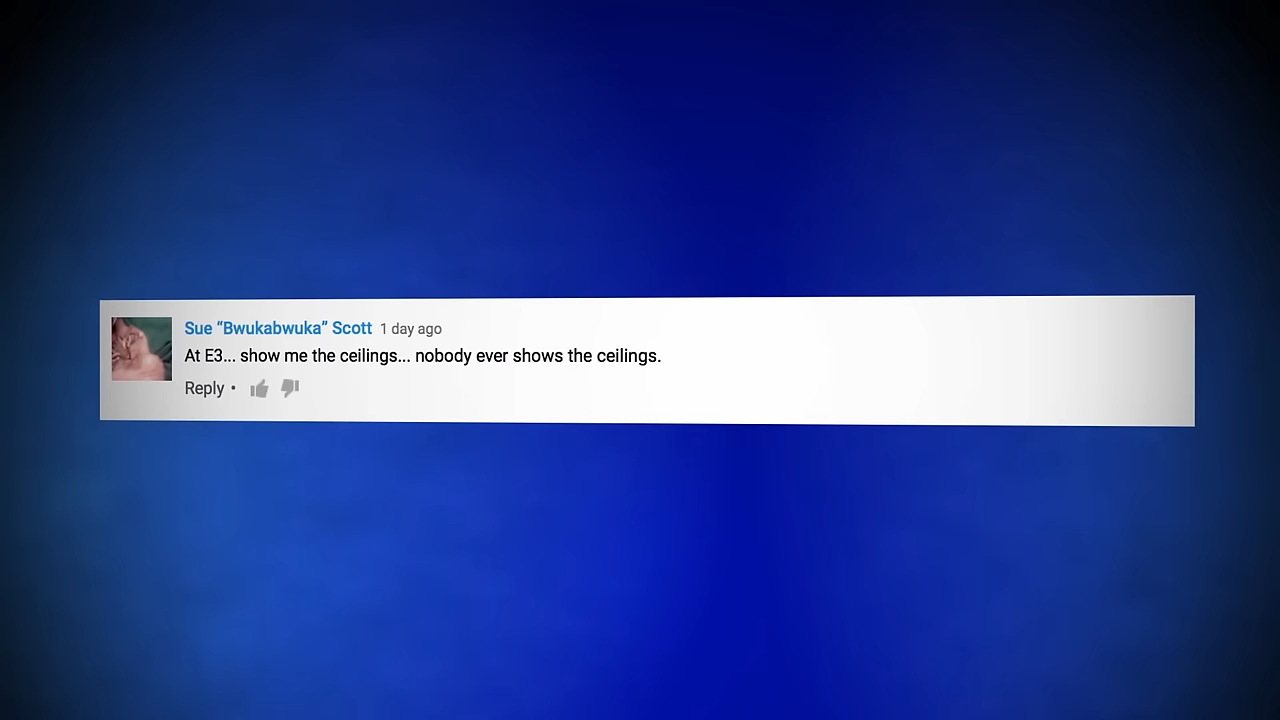 Sue “Bwukabwuka” Scott 1 day ago
At E3... show me the ceilings... nobody ever shows the ceilings.
Reply •